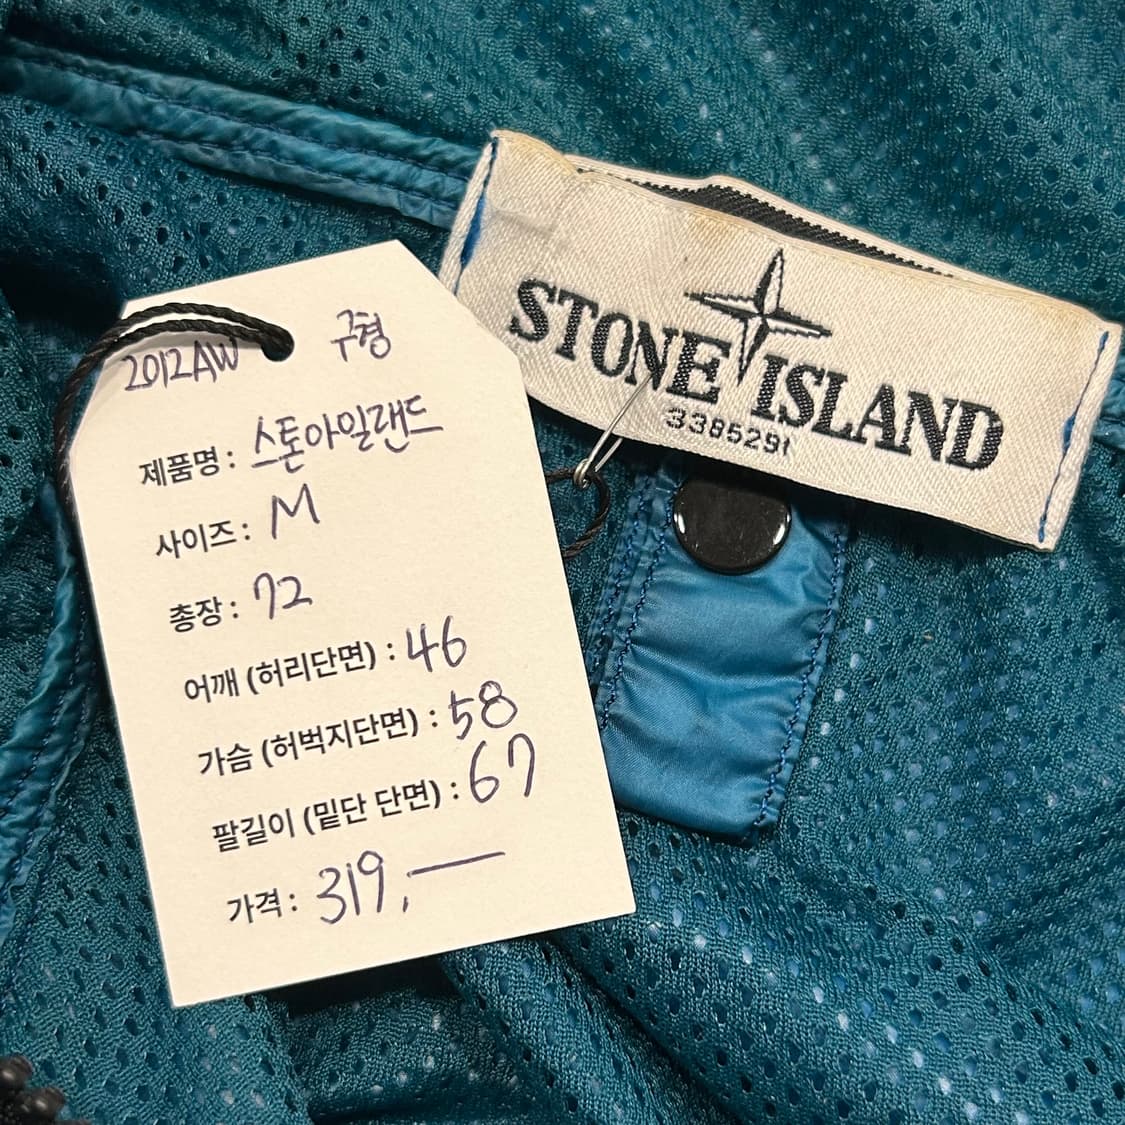 2012AW 구형
제품명 : 스톤아일랜드
사이즈 : M
총장 : 72
어깨 (허리단면) : 46
가슴 (허벅지단면) : 58
팔길이 (밑단 단면) : 67
가격 : 319,—
STONE ISLAND
3385291